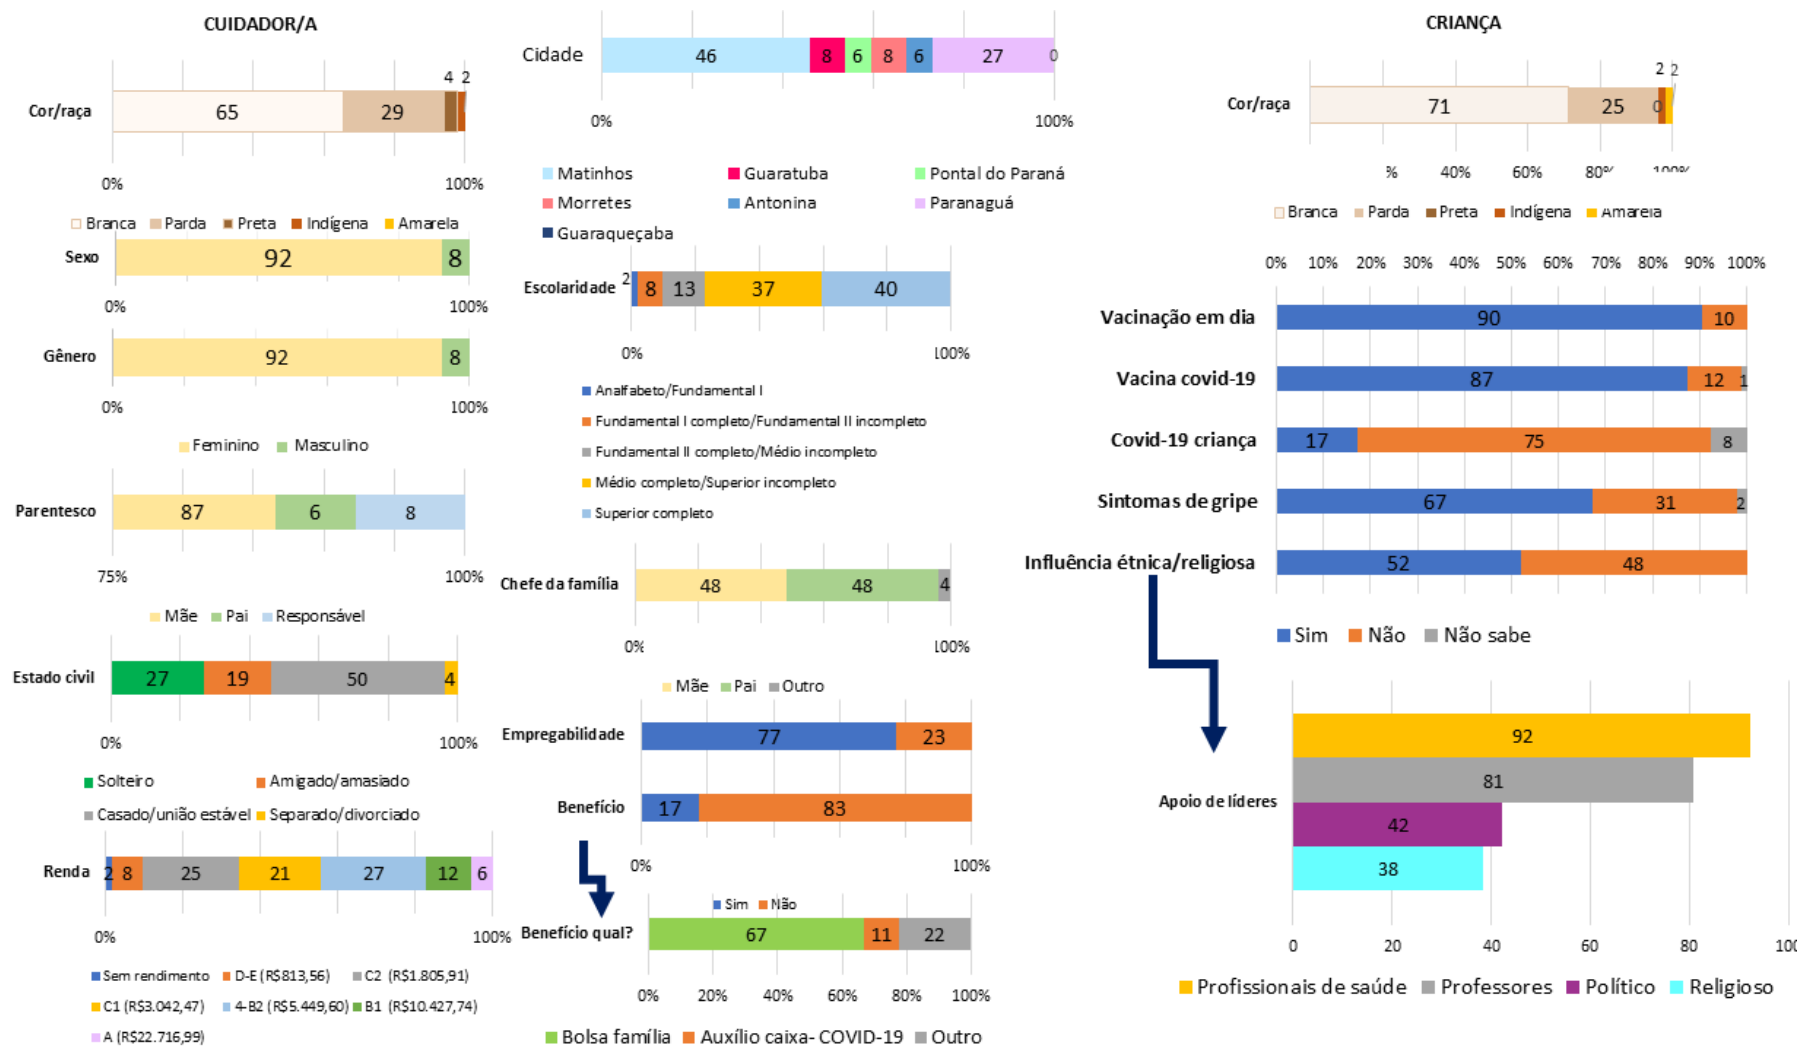 CUIDADOR/A
4 2
Cor/raça 65 29
0% 100%
Branca Parda Preta Indígena Amarela
Sexo 92 8
0% 100%
Gênero 92 8
0% 100%
Feminino Masculino
Parentesco 87 6 8
75% 100%
Mãe Pai Responsável
Estado civil 27 19 50 4
0% 100%
Solteiro Amigado/amasiado
Casado/união estável Separado/divorciado
Renda 2 8 25 21 27 12 6
0% 100%
Sem rendimento D-E (R$813,56) C2 (R$1.805,91)
C1 (R$3.042,47) 4-B2 (R$5.449,60) B1 (R$10.427,74)
A (R$22.716,99)
Cidade 46 8 6 8 6 27 0
0% 100%
Matinhos Guaratuba Pontal do Paraná
Morretes Antonina Paranaguá
Guaraqueçaba
Escolaridade 2 8 13 37 40
0% 100%
Analfabeto/Fundamental I
Fundamental I completo/Fundamental II incompleto
Fundamental II completo/Médio incompleto
Médio completo/Superior incompleto
Superior completo
Chefe da família 48 48 4
0% 100%
Mãe Pai Outro
Empregabilidade 77 23
Benefício 17 83
0% 100%
Sim Não
Benefício qual? 67 11 22
0% 20% 40% 60% 80% 100%
Bolsa família Auxílio caixa- COVID-19 Outro
CRIANÇA
2 2
Cor/raça 71 25 0
% 40% 60% 80% 100%
Branca Parda Preta Indígena Amarela
0% 10% 20% 30% 40% 50% 60% 70% 80% 90% 100%
Vacinação em dia 90 10
Vacina covid-19 87 12 1
Covid-19 criança 17 75 8
Sintomas de gripe 67 31 2
Influência étnica/religiosa 52 48
Sim Não Não sabe
92
81
Apoio de líderes
42
38
0 20 40 60 80 100
Profissionais de saúde Professores Político Religioso